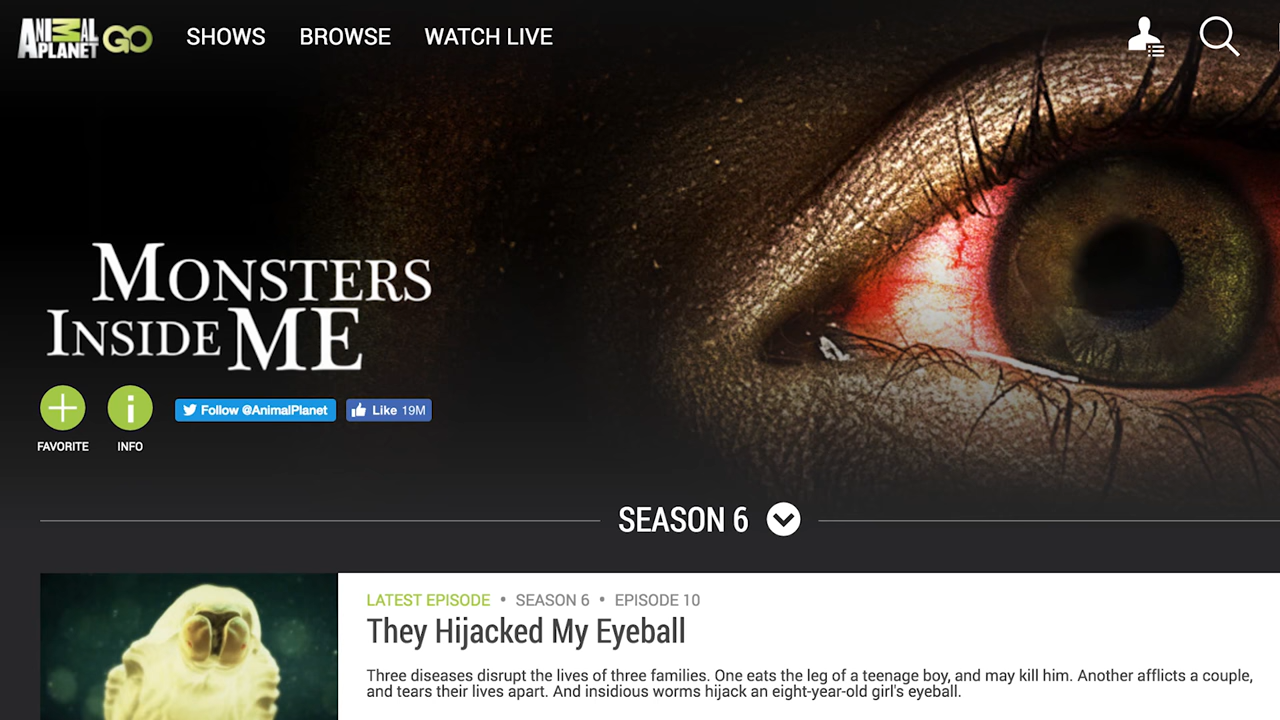 ANIMAL PLANET GO
SHOWS
BROWSE
WATCH LIVE
MONSTERS
INSIDE ME
FAVORITE
INFO
Follow @AnimalPlanet
Like 19M
SEASON 6
LATEST EPISODE • SEASON 6 • EPISODE 10
They Hijacked My Eyeball
Three diseases disrupt the lives of three families. One eats the leg of a teenage boy, and may kill him. Another afflicts a couple,
and tears their lives apart. And insidious worms hijack an eight-year-old girl's eyeball.